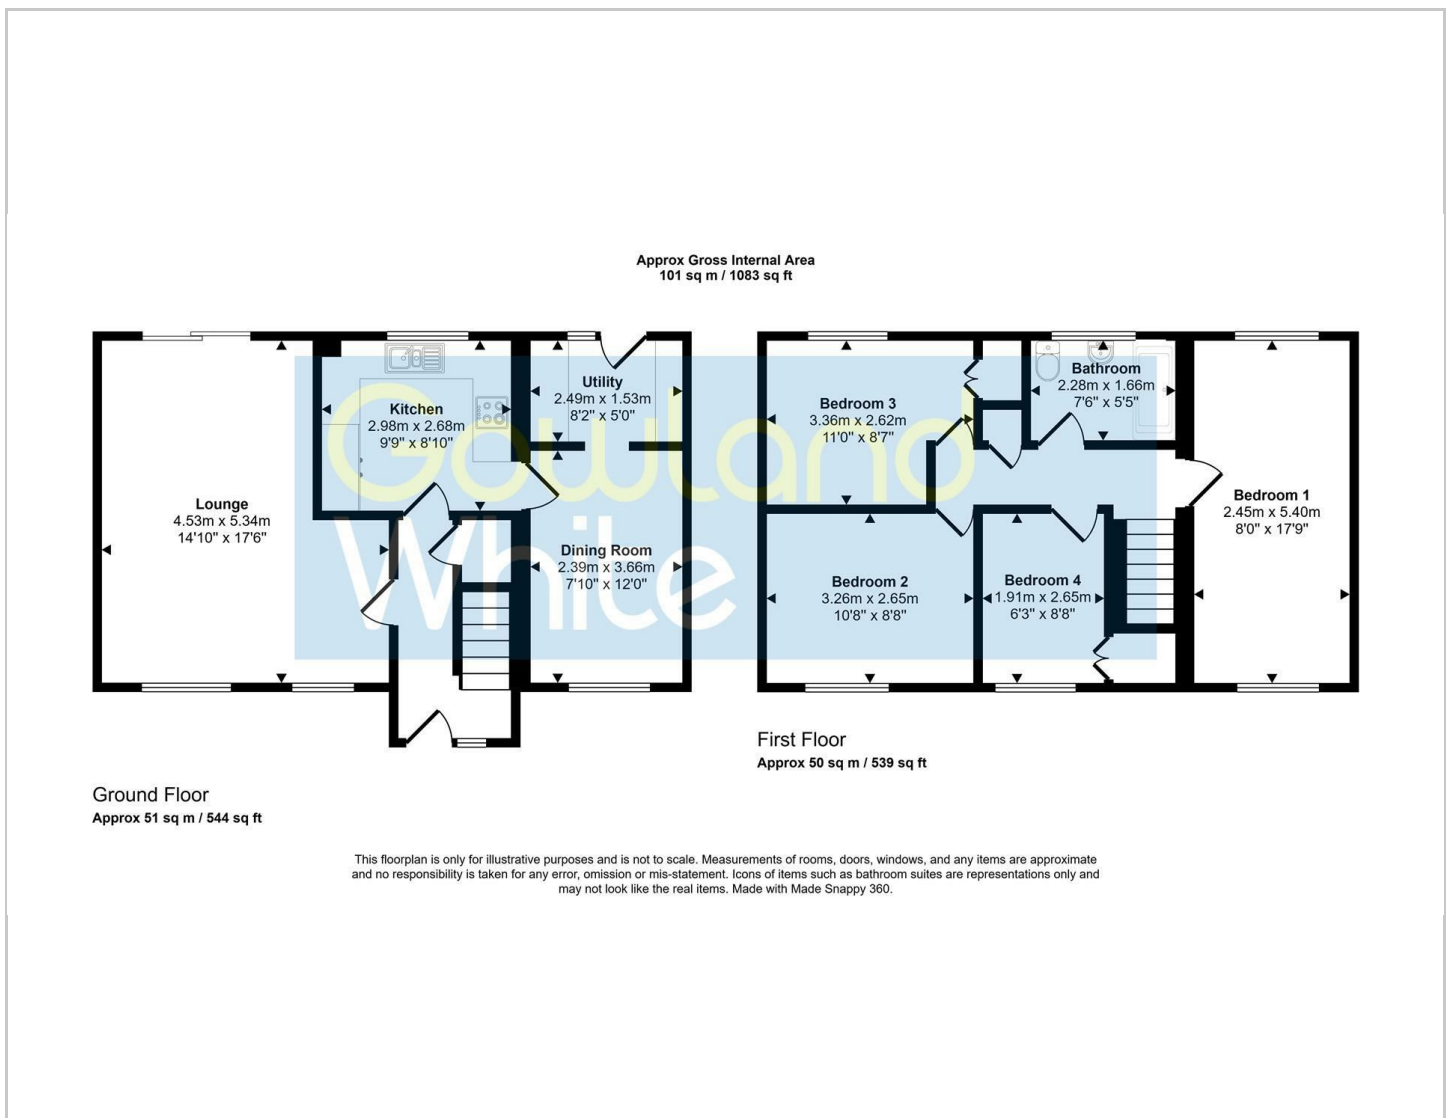 Approx Gross Internal Area
101 sq m / 1083 sq ft
Utility
2.49m x 1.53m
8'2" x 5'0"
Kitchen
2.98m x 2.68m
9'9" x 8'10"
Lounge
4.53m x 5.34m
14'10" x 17'6"
Dining Room
2.39m x 3.66m
7'10" x 12'0"
Bathroom
2.28m x 1.66m
7'6" x 5'5"
Bedroom 3
3.36m x 2.62m
11'0" x 8'7"
Bedroom 1
2.45m x 5.40m
8'0" x 17'9"
Bedroom 2
3.26m x 2.65m
10'8" x 8'8"
Bedroom 4
1.91m x 2.65m
6'3" x 8'8"
Gowland
White
Ground Floor
Approx 51 sq m / 544 sq ft
First Floor
Approx 50 sq m / 539 sq ft
This floorplan is only for illustrative purposes and is not to scale. Measurements of rooms, doors, windows, and any items are approximate
and no responsibility is taken for any error, omission or mis-statement. Icons of items such as bathroom suites are representations only and
may not look like the real items. Made with Made Snappy 360.